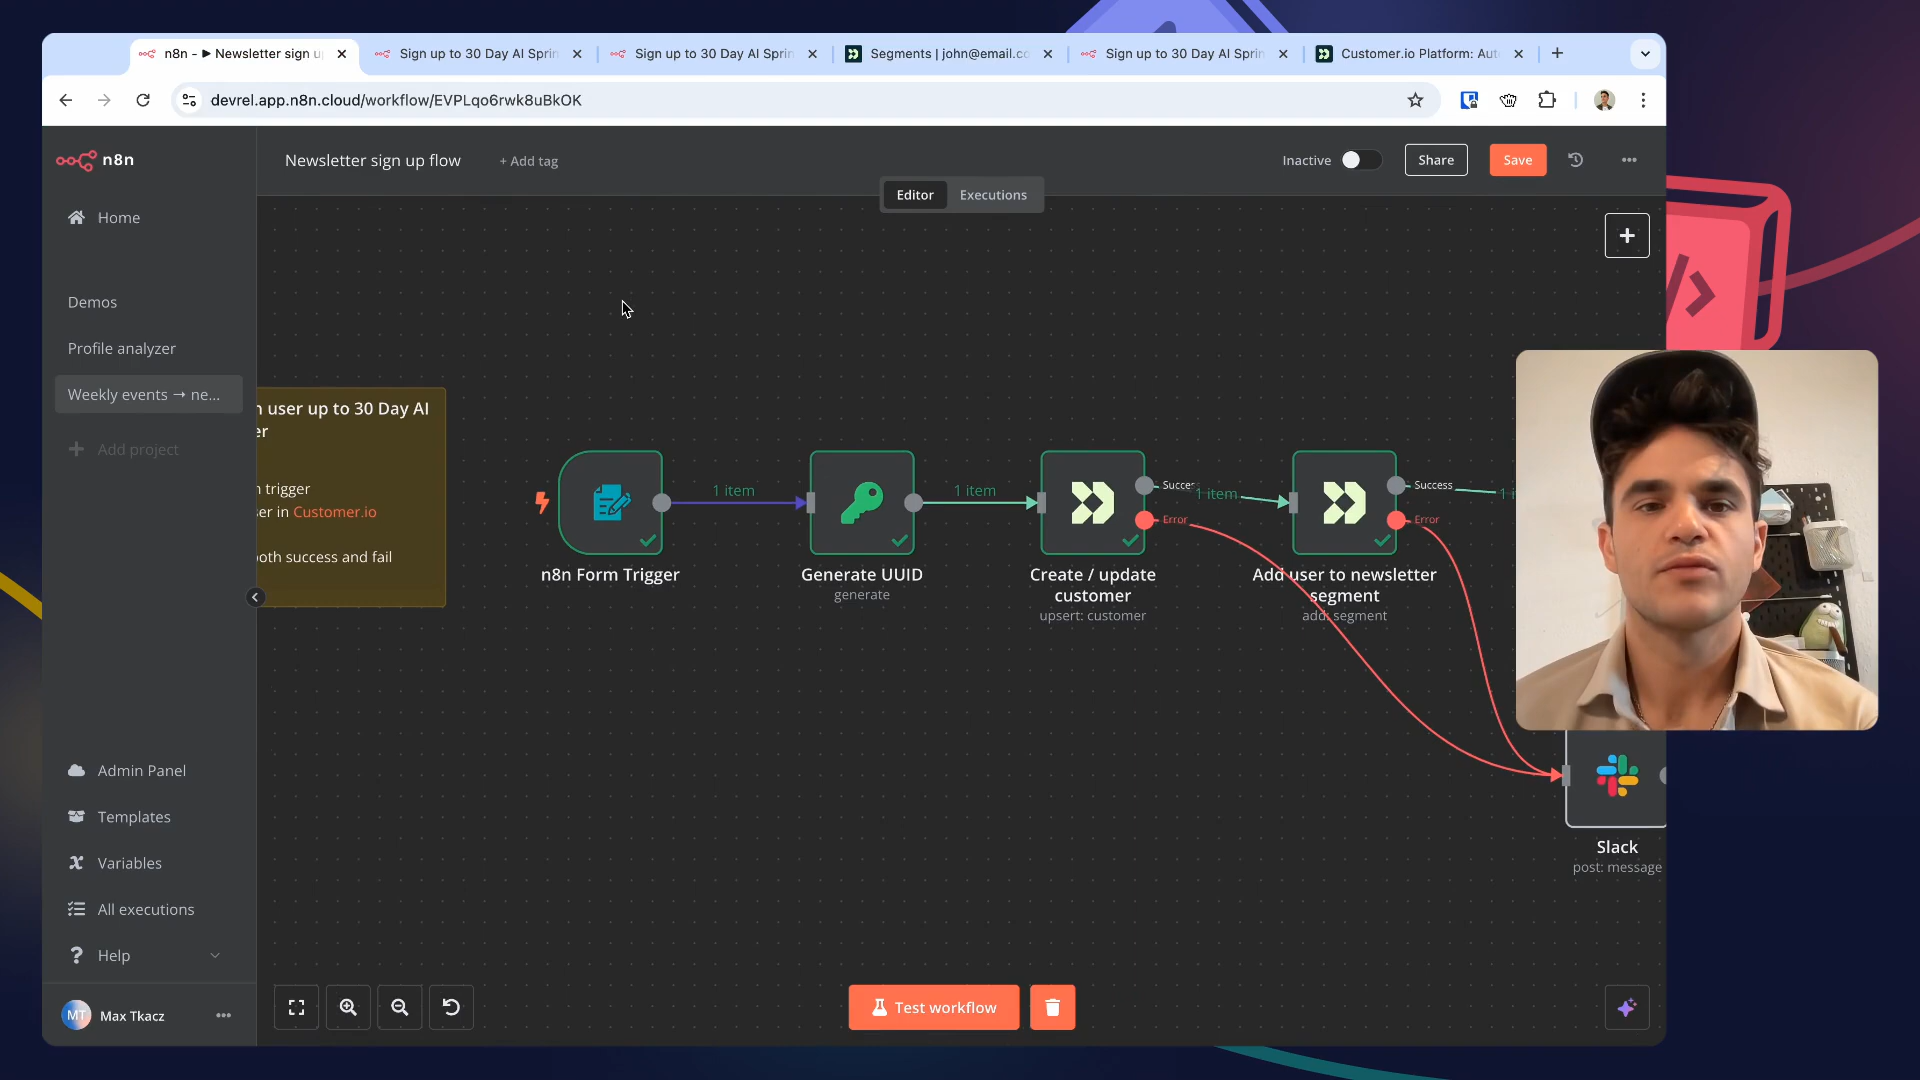 n8n - ▶ Newsletter sign u
Sign up to 30 Day AI Sprin
Sign up to 30 Day AI Sprin
Segments | john@email.co
Sign up to 30 Day AI Sprin
Customer.io Platform: Aut
devrel.app.n8n.cloud/workflow/EVPLqo6rwk8uBkOK
n8n
Newsletter sign up flow
+ Add tag
Inactive
Share
Save
Editor
Executions
Home
Demos
Profile analyzer
Weekly events → ne...
Add project
n user up to 30 Day AI
er
n trigger
ser in Customer.io
both success and fail
1 item
1 item
Succes
1 item
Success
1 i
Error
Error
n8n Form Trigger
Generate UUID
generate
Create / update
customer
upsert: customer
Add user to newsletter
segment
add: segment
Slack
post: message
Admin Panel
Templates
Variables
All executions
Help
MT
Max Tkacz
Test workflow